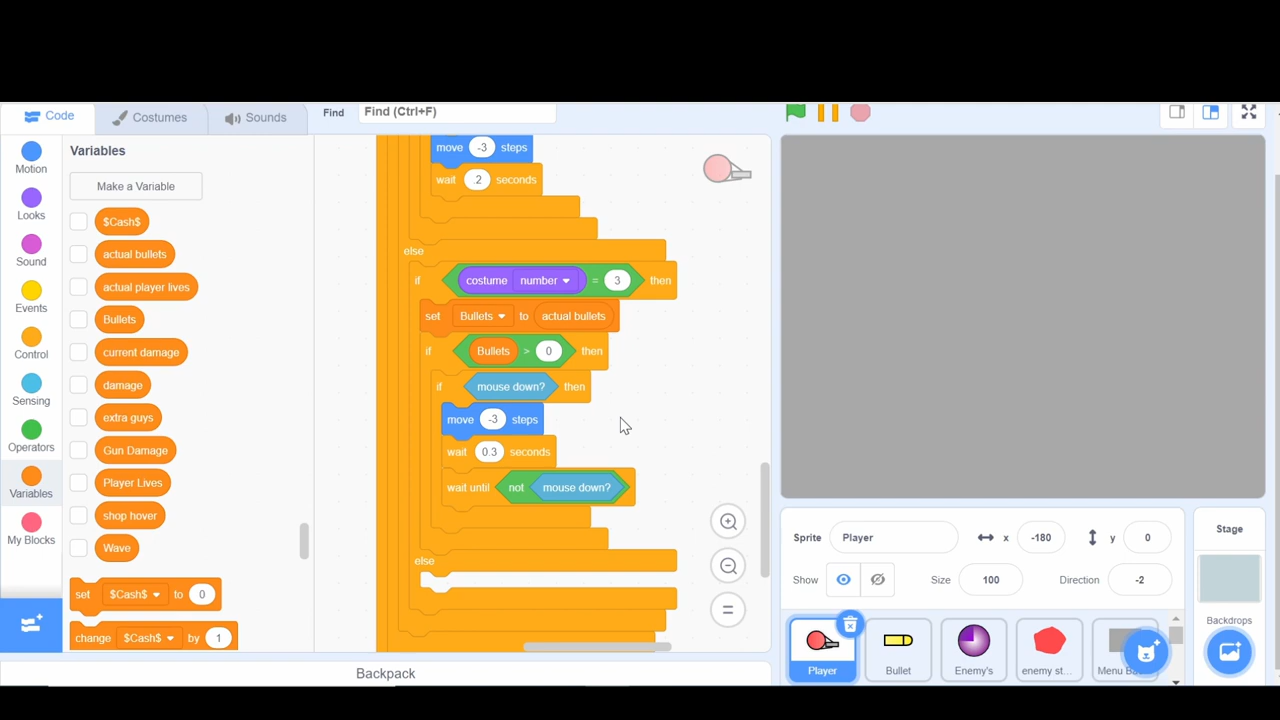 Code
Costumes
Sounds
Find
Find (Ctrl+F)
Motion
Looks
Sound
Events
Control
Sensing
Operators
Variables
My Blocks
Variables
Make a Variable
$Cash$
actual bullets
actual player lives
Bullets
current damage
damage
extra guys
Gun Damage
Player Lives
shop hover
Wave
set $Cash$ to 0
change $Cash$ by 1
move -3 steps
wait .2 seconds
else
if costume number = 3 then
set Bullets to actual bullets
if Bullets > 0 then
if mouse down? then
move -3 steps
wait 0.3 seconds
wait until not mouse down?
else
Backpack
Sprite Player x -180 y 0
Show Size 100 Direction -2
Player
Bullet
Enemy's
enemy st...
Menu
Stage
Backdrops